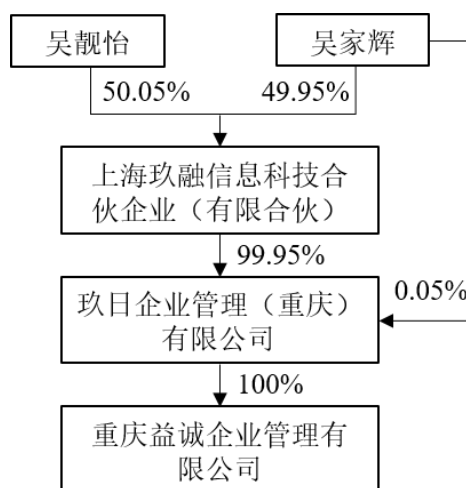 吴靓怡
吴家辉
50.05%
49.95%
上海玖融信息科技合
伙企业（有限合伙）
99.95%
玖日企业管理（重庆）
有限公司
0.05%
100%
重庆益诚企业管理有
限公司